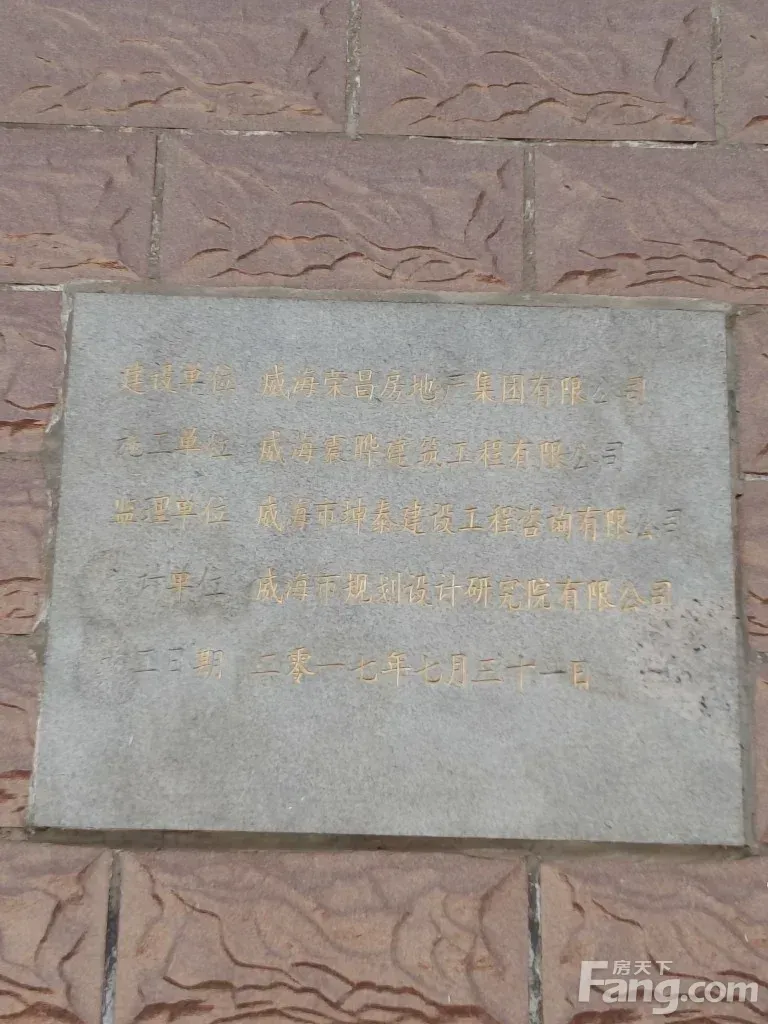 建设单位 威海荣昌房地产集团有限公司
施工单位 威海震晔建筑工程有限公司
监理单位 威海市坤泰建设工程咨询有限公司
计单位 威海市规划设计研究院有限公司
工日期 二零一七年七月三十一日
房天下
Fang.com